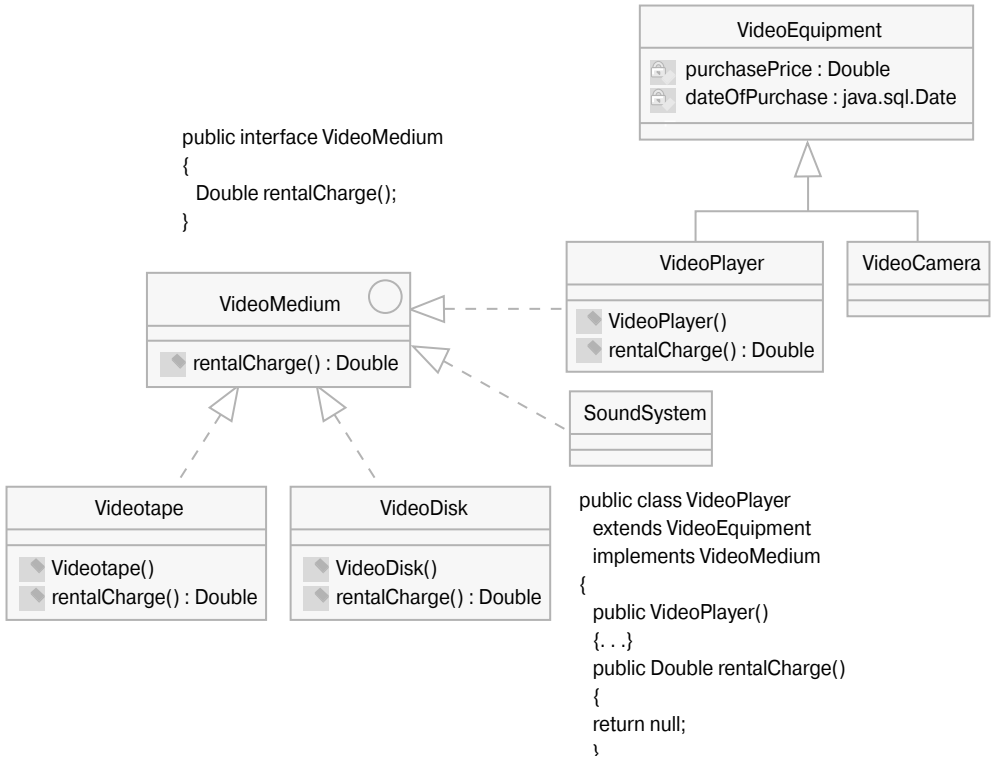 VideoEquipment
purchasePrice : Double
dateOfPurchase : java.sql.Date
public interface VideoMedium
{
Double rentalCharge();
}
VideoMedium
rentalCharge() : Double
VideoPlayer
VideoPlayer()
rentalCharge() : Double
VideoCamera
SoundSystem
Videotape
Videotape()
rentalCharge() : Double
VideoDisk
VideoDisk()
rentalCharge() : Double
public class VideoPlayer
extends VideoEquipment
implements VideoMedium
{
public VideoPlayer()
{. . .}
public Double rentalCharge()
{
return null;
}